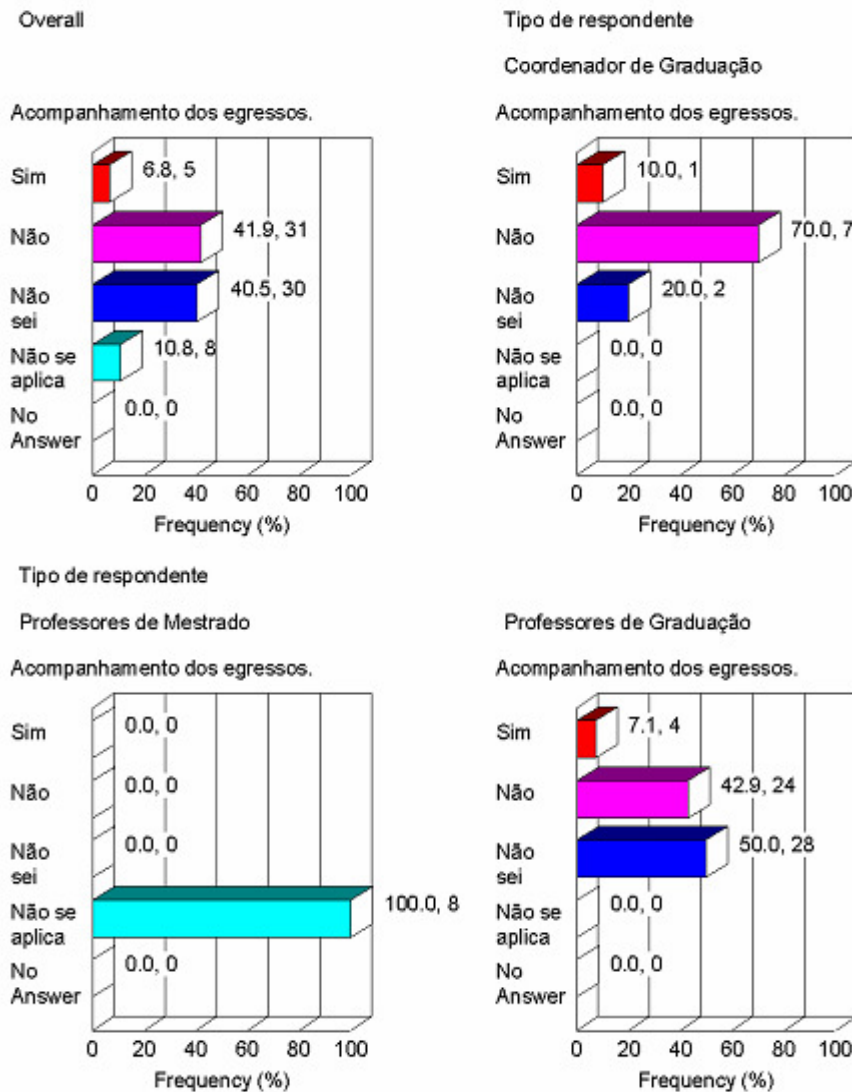 Overall
Acompanhamento dos egressos.
Sim
6.8, 5
Não
41.9, 31
Não
sei
40.5, 30
Não se
aplica
10.8, 8
No
Answer
0.0, 0
0 20 40 60 80 100
Frequency (%)
Tipo de respondente
Coordenador de Graduação
Acompanhamento dos egressos.
Sim
10.0, 1
Não
70.0, 7
Não
sei
20.0, 2
Não se
aplica
0.0, 0
No
Answer
0.0, 0
0 20 40 60 80 100
Frequency (%)
Tipo de respondente
Professores de Mestrado
Acompanhamento dos egressos.
Sim
0.0, 0
Não
0.0, 0
Não
sei
0.0, 0
Não se
aplica
100.0, 8
No
Answer
0.0, 0
0 20 40 60 80 100
Frequency (%)
Professores de Graduação
Acompanhamento dos egressos.
Sim
7.1, 4
Não
42.9, 24
Não
sei
50.0, 28
Não se
aplica
0.0, 0
No
Answer
0.0, 0
0 20 40 60 80 100
Frequency (%)